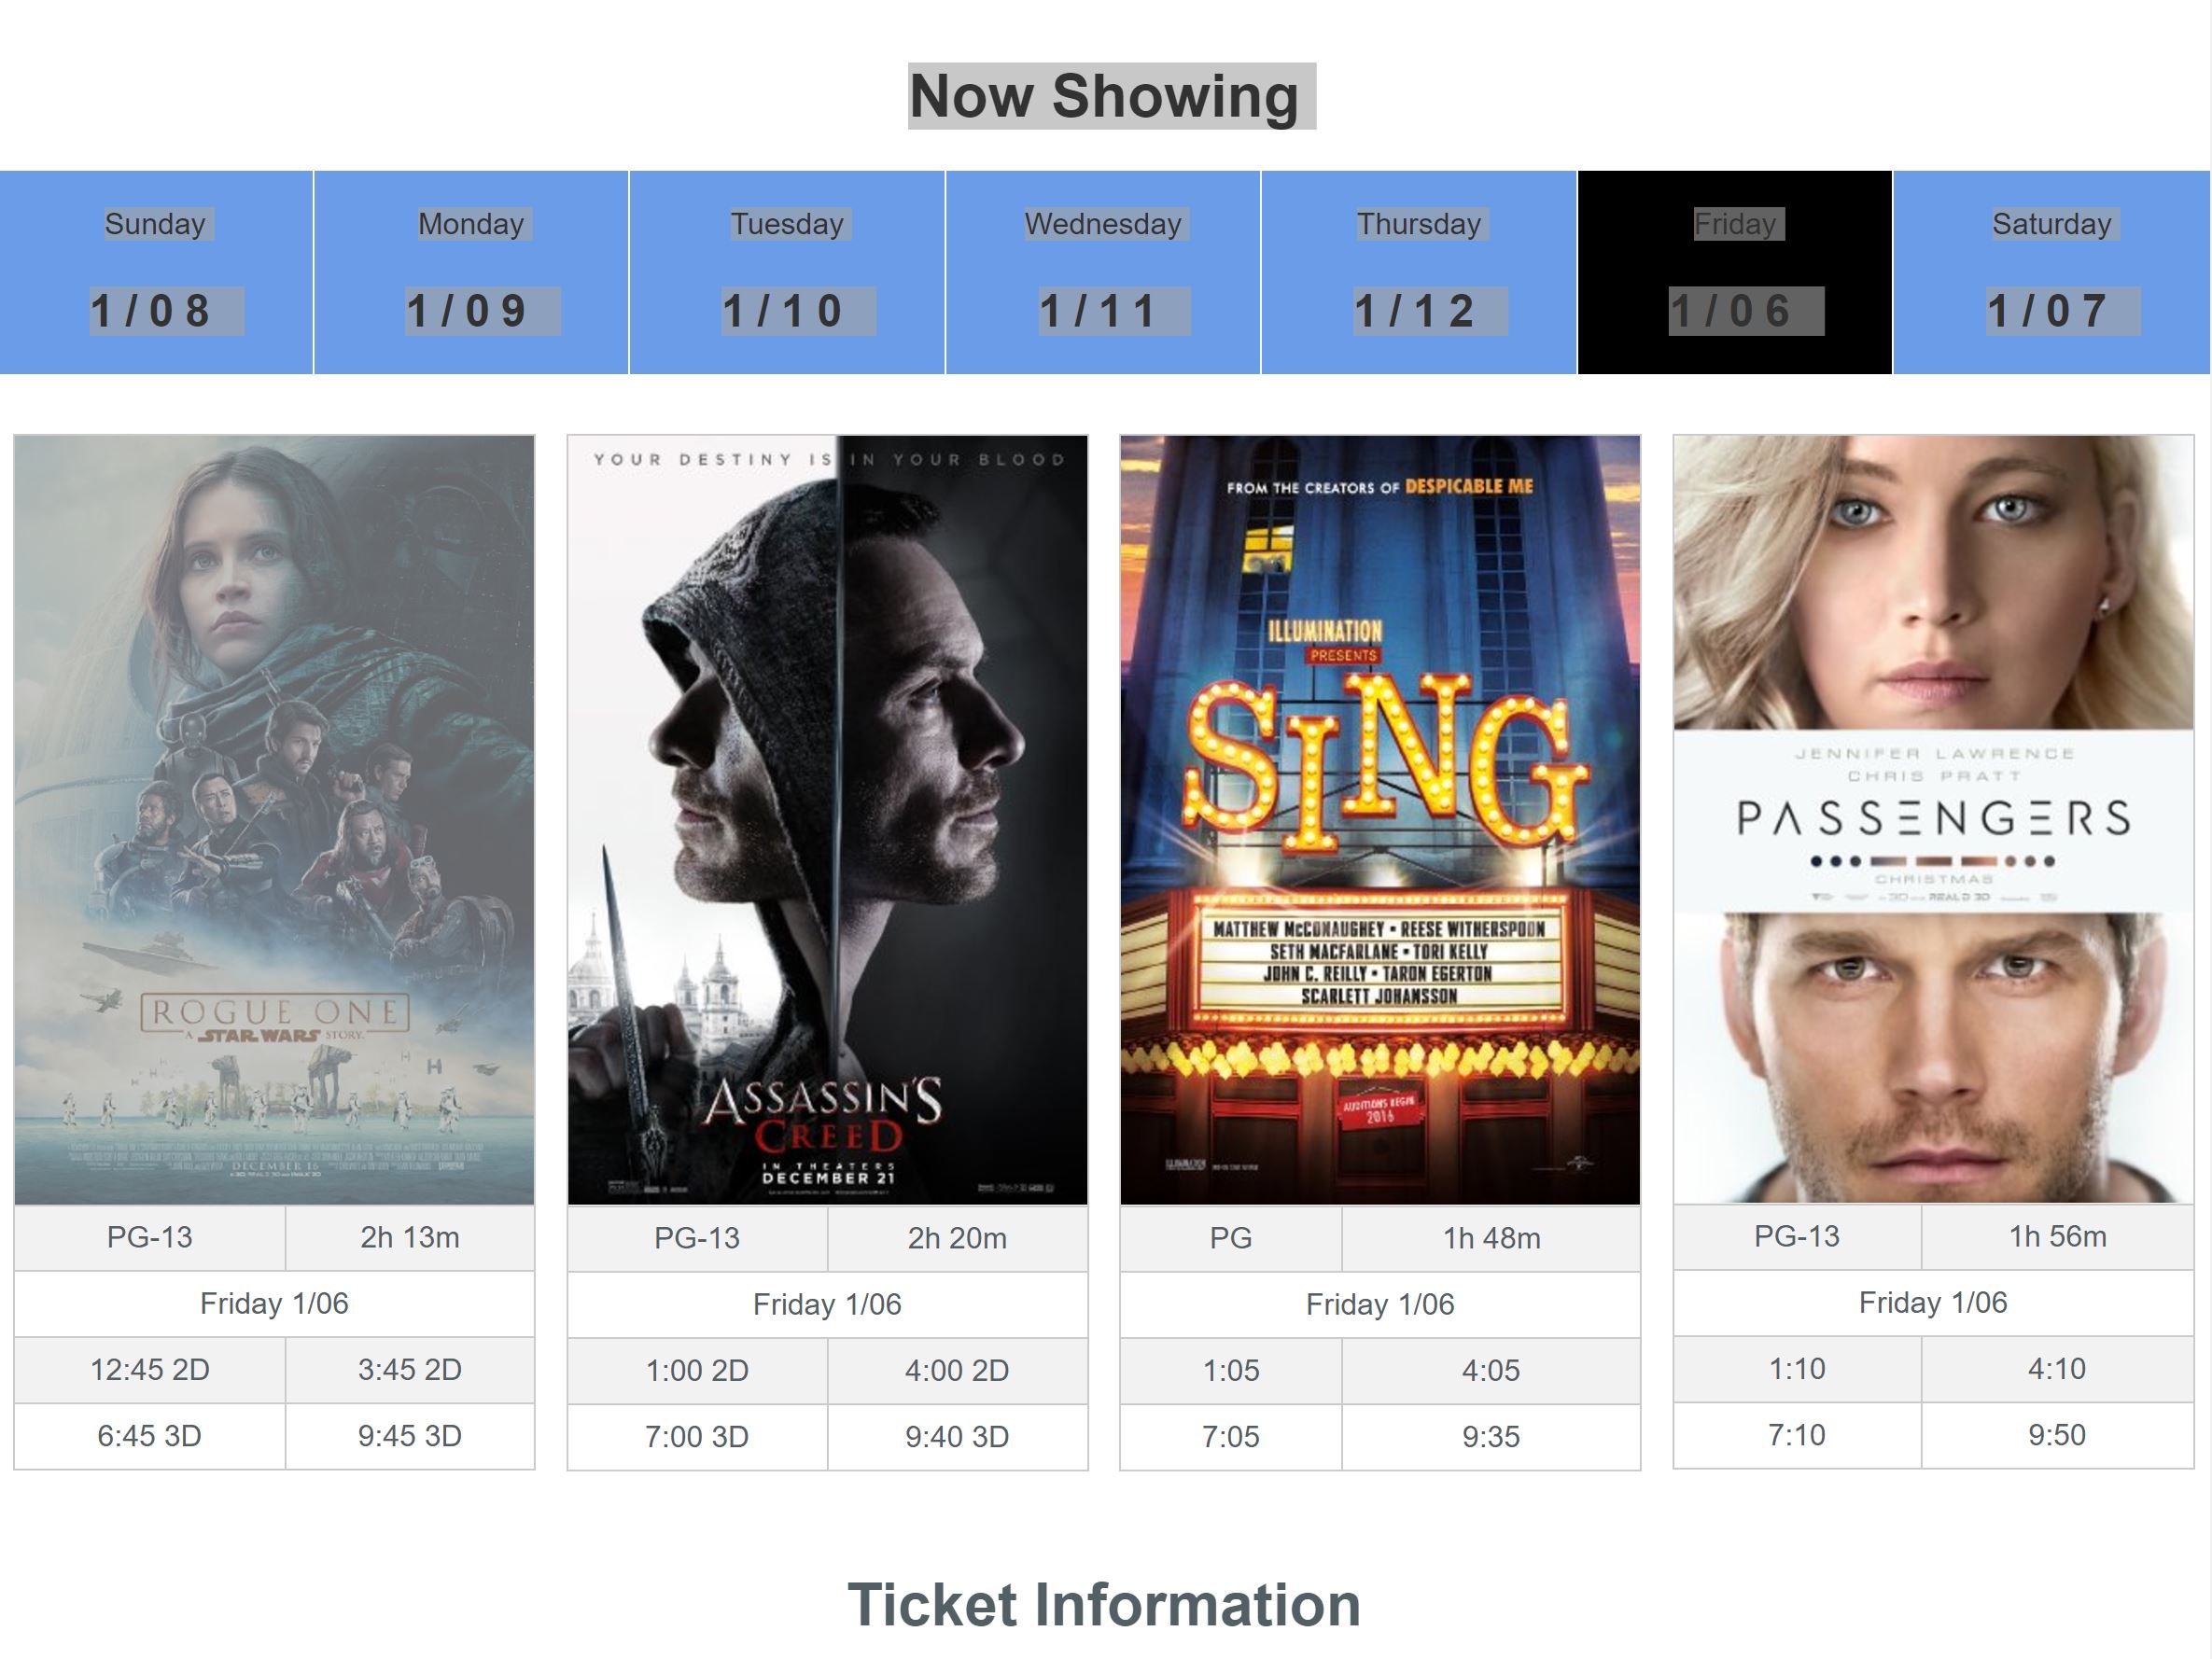 Now Showing
Sunday
Monday
Tuesday
Wednesday
Thursday
Friday
Saturday
1/08
1/09
1/10
1/11
1/12
1/06
1/07
ROGUE ONE
A STAR WARS STORY
DECEMBER 16
PG-13 2h 13m
Friday 1/06
12:45 2D 3:45 2D
6:45 3D 9:45 3D
YOUR DESTINY IS IN YOUR BLOOD
ASSASSIN'S
CREED
IN THEATERS
DECEMBER 21
PG-13 2h 20m
Friday 1/06
1:00 2D 4:00 2D
7:00 3D 9:40 3D
FROM THE CREATORS OF DESPICABLE ME
ILLUMINATION
PRESENTS
SING
MATTHEW McCONAUGHEY • REESE WITHERSPOON
SETH MACFARLANE • TORI KELLY
JOHN C. REILLY • TARON EGERTON
SCARLETT JOHANSSON
AUDITIONS BEGIN
2016
PG 1h 48m
Friday 1/06
1:05 4:05
7:05 9:35
JENNIFER LAWRENCE
CHRIS PRATT
PASSENGERS
CHRISTMAS
REAL D 3D
PG-13 1h 56m
Friday 1/06
1:10 4:10
7:10 9:50
Ticket Information